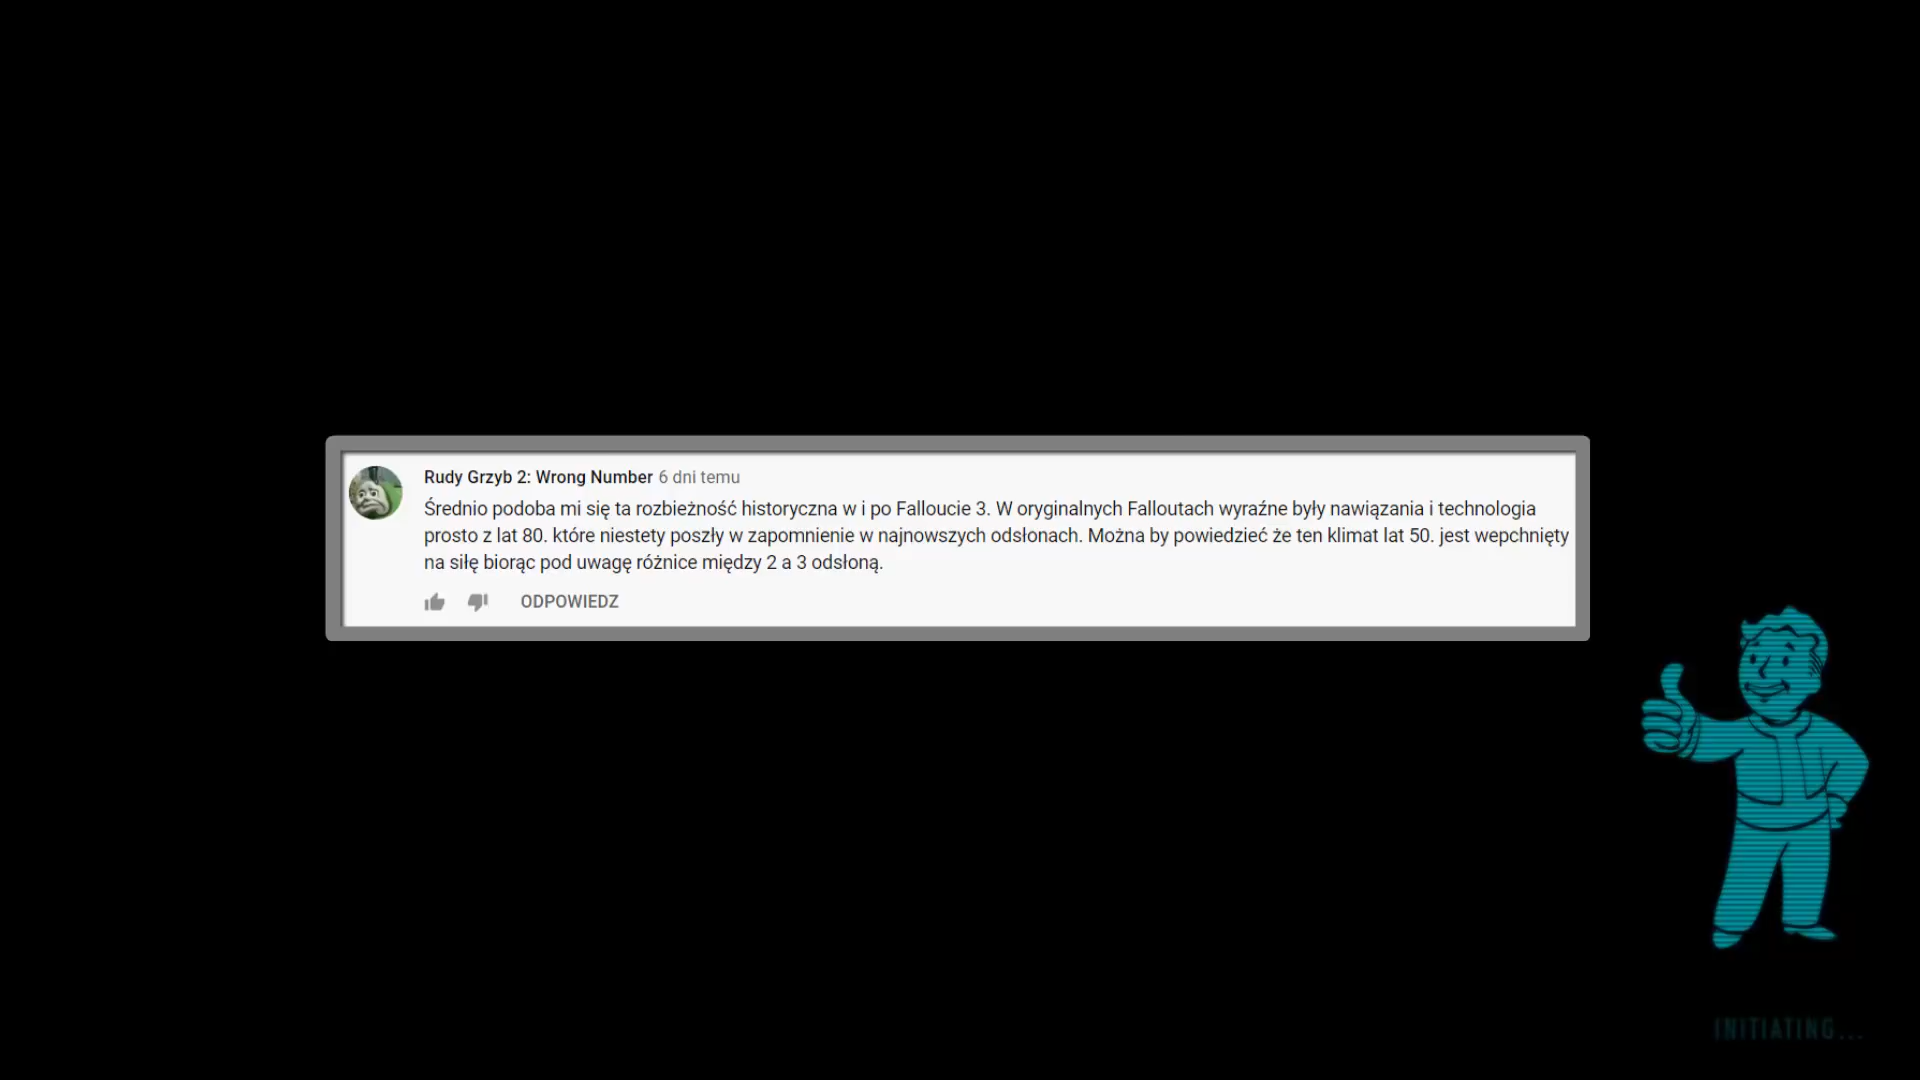 Rudy Grzyb 2: Wrong Number 6 dni temu
Średnio podoba mi się ta rozbieżność historyczna w i po Falloucie 3. W oryginalnych Falloutach wyraźne były nawiązania i technologia
prosto z lat 80. które niestety poszły w zapomnienie w najnowszych odsłonach. Można by powiedzieć że ten klimat lat 50. jest wepchnięty
na siłę biorąc pod uwagę różnice między 2 a 3 odsłoną.
ODPOWIEDZ
INITIATING...